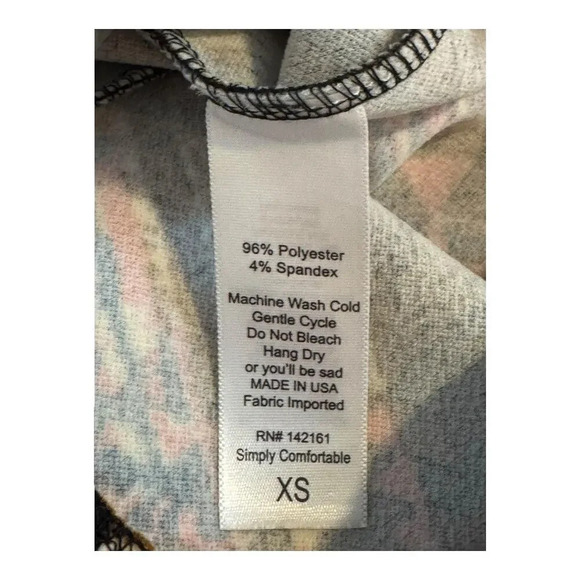 96% Polyester
4% Spandex
Machine Wash Cold
Gentle Cycle
Do Not Bleach
Hang Dry
or you'll be sad
MADE IN USA
Fabric Imported
RN# 142161
Simply Comfortable
XS